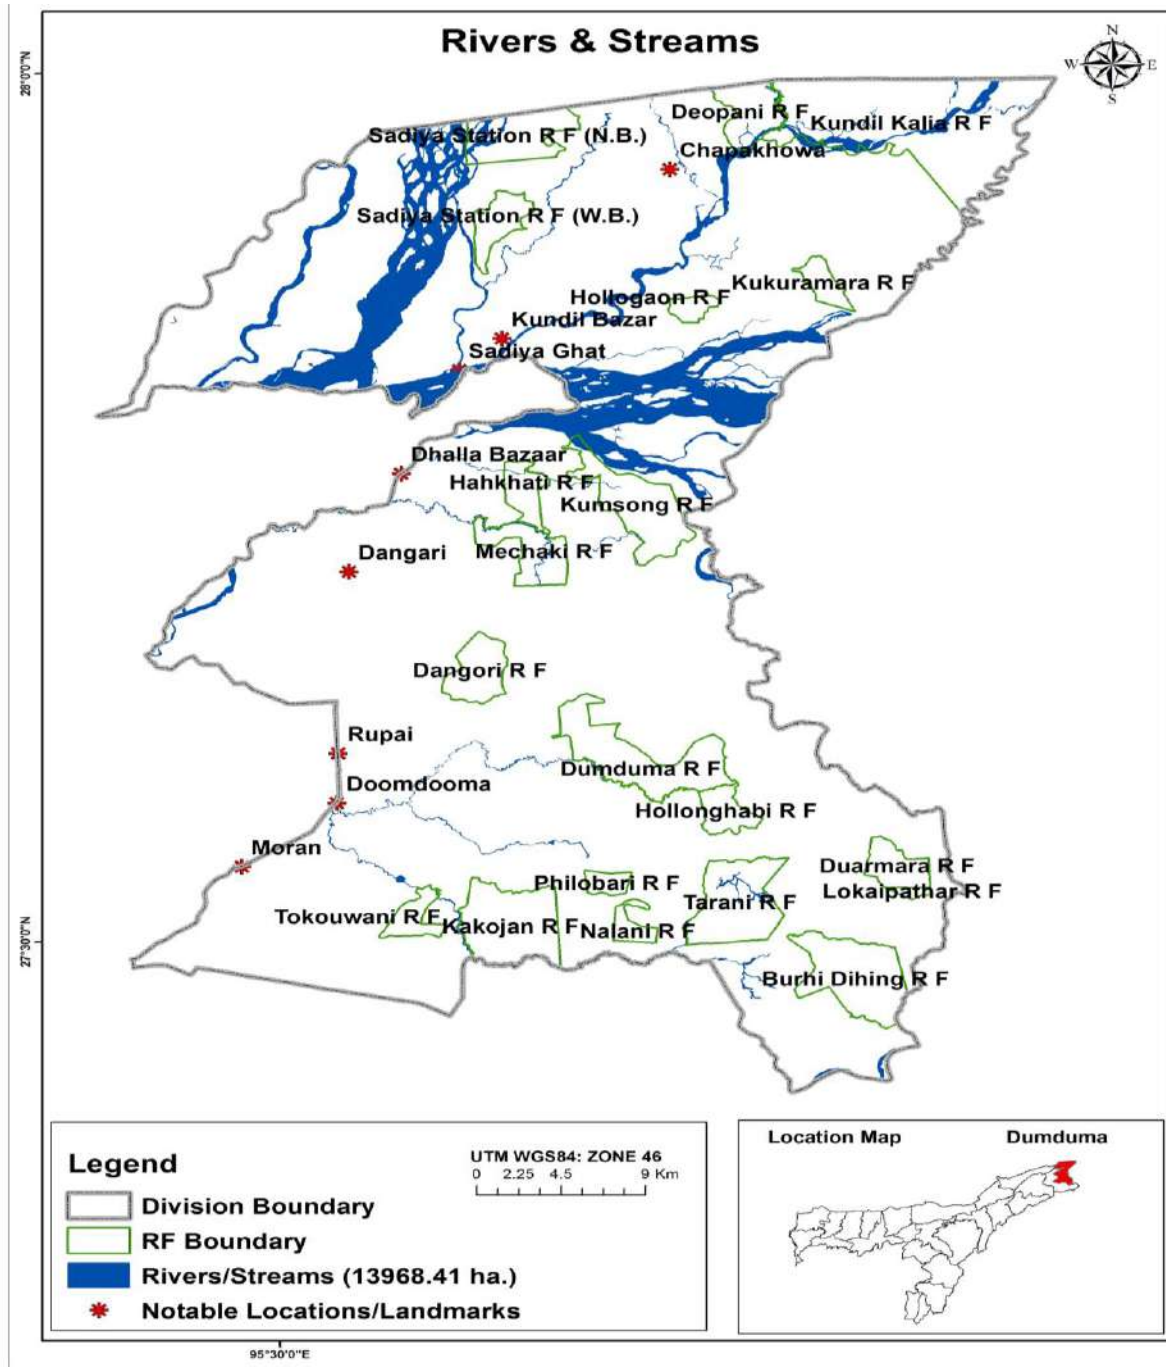 Rivers & Streams
N
W E
S
28°0'0"N
Deopani R F
Kundil Kalia R F
Sadiya Station R F (N.B.)
Chapakhowa
Sadiya Station R F (W.B.)
Kukuramara R F
Hollogaon R F
Kundil Bazar
Sadiya Ghat
Dhalla Bazaar
Hahkhati R F
Kumsong R F
Mechaki R F
Dangari
Dangori R F
Rupai
Dumduma R F
Doomdooma
Hollonghabi R F
Moran
Duarmara R F
Philobari R F
Lokaipathar R F
Tarani R F
Tokouwani R F
Kakojan R F
Nalani R F
27°30'0"N
Burhi Dihing R F
Legend
UTM WGS84: ZONE 46
0 2.25 4.5 9 Km
Division Boundary
RF Boundary
Rivers/Streams (13968.41 ha.)
Notable Locations/Landmarks
Location Map Dumduma
95°30'0"E